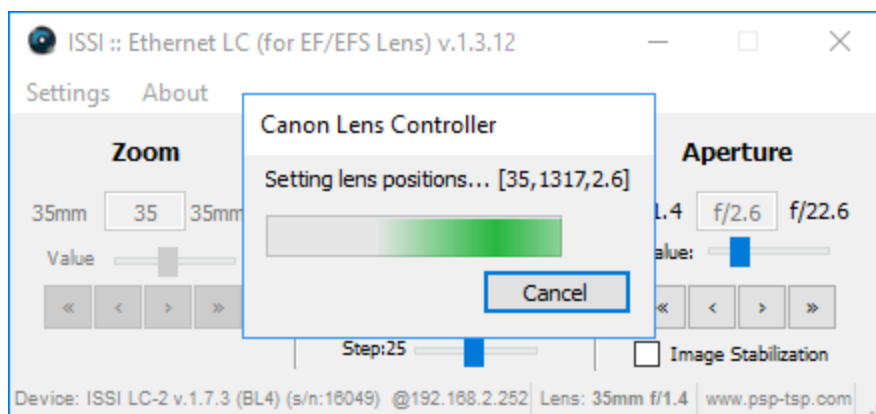 ISSI :: Ethernet LC (for EF/EFS Lens) v.1.3.12
Settings About
Canon Lens Controller
Setting lens positions... [35,1317,2.6]
Cancel
Zoom
35mm 35 35mm
Value
« < > »
Step:25
Aperture
1.4 f/2.6 f/22.6
alue:
« < > »
Image Stabilization
Device: ISSI LC-2 v.1.7.3 (BL4) (s/n:16049) @192.168.2.252 Lens: 35mm f/1.4 www.psp-tsp.com